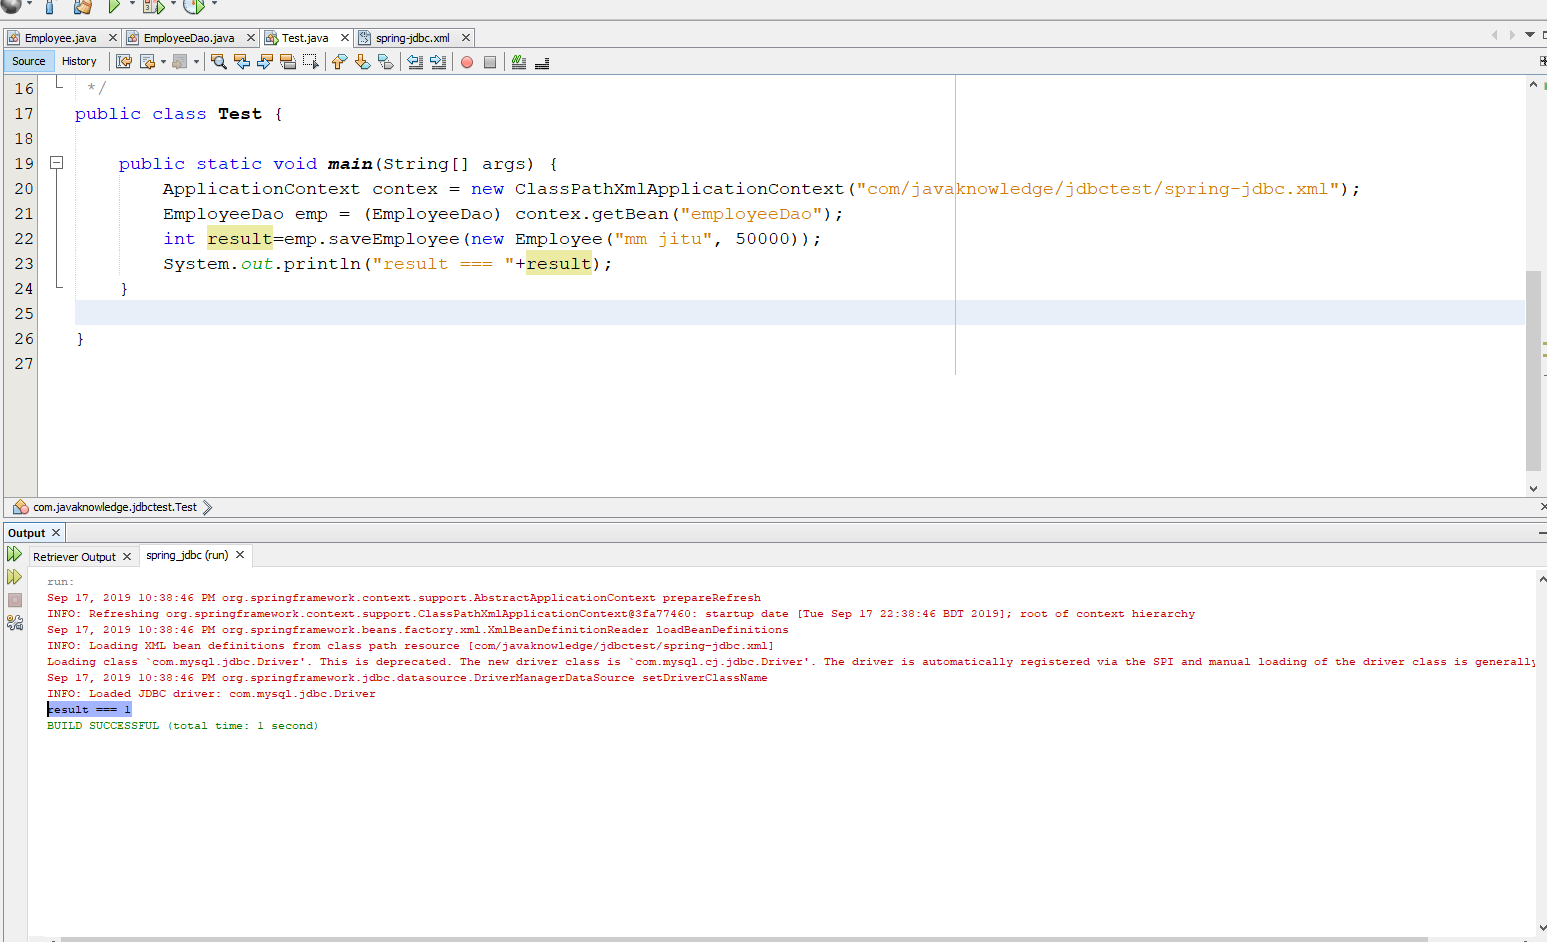 Employee.java EmployeeDao.java Test.java spring-jdbc.xml
Source History
16 */
17 public class Test {
18
19 public static void main(String[] args) {
20 ApplicationContext contex = new ClassPathXmlApplicationContext("com/javaknowledge/jdbctest/spring-jdbc.xml");
21 EmployeeDao emp = (EmployeeDao) contex.getBean("employeeDao");
22 int result=emp.saveEmployee(new Employee("mm jitu", 50000));
23 System.out.println("result === "+result);
24 }
25
26 }
27
com.javaknowledge.jdbctest.Test
Output
Retriever Output spring_jdbc (run)
run:
Sep 17, 2019 10:38:46 PM org.springframework.context.support.AbstractApplicationContext prepareRefresh
INFO: Refreshing org.springframework.context.support.ClassPathXmlApplicationContext@3fa77460: startup date [Tue Sep 17 22:38:46 BDT 2019]; root of context hierarchy
Sep 17, 2019 10:38:46 PM org.springframework.beans.factory.xml.XmlBeanDefinitionReader loadBeanDefinitions
INFO: Loading XML bean definitions from class path resource [com/javaknowledge/jdbctest/spring-jdbc.xml]
Loading class `com.mysql.jdbc.Driver'. This is deprecated. The new driver class is `com.mysql.cj.jdbc.Driver'. The driver is automatically registered via the SPI and manual loading of the driver class is generally
Sep 17, 2019 10:38:46 PM org.springframework.jdbc.datasource.DriverManagerDataSource setDriverClassName
INFO: Loaded JDBC driver: com.mysql.jdbc.Driver
result === 1
BUILD SUCCESSFUL (total time: 1 second)